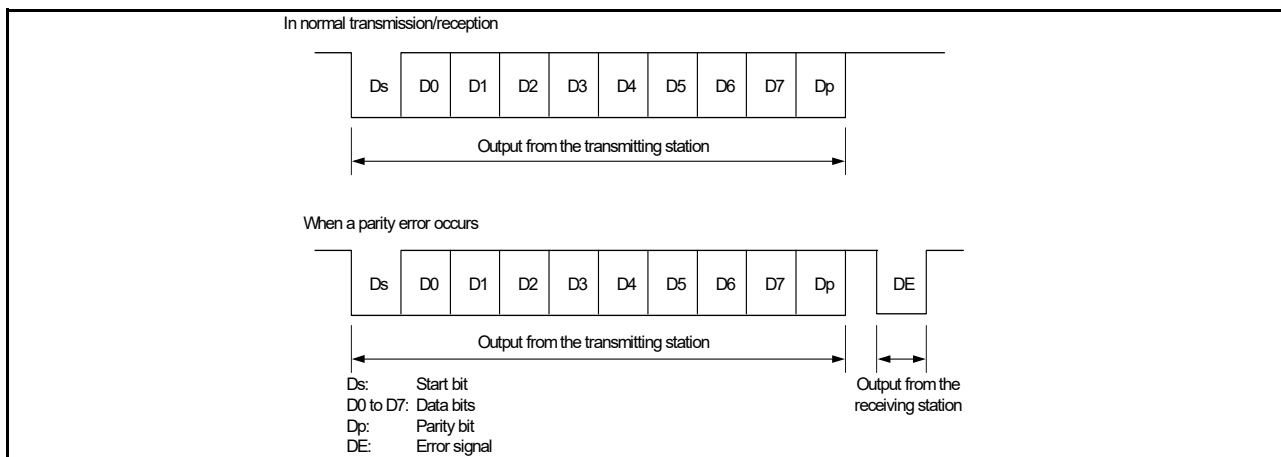 In normal transmission/reception
Ds D0 D1 D2 D3 D4 D5 D6 D7 Dp
Output from the transmitting station
When a parity error occurs
Ds D0 D1 D2 D3 D4 D5 D6 D7 Dp DE
Output from the transmitting station
Ds: Start bit
D0 to D7: Data bits
Dp: Parity bit
DE: Error signal
Output from the
receiving station